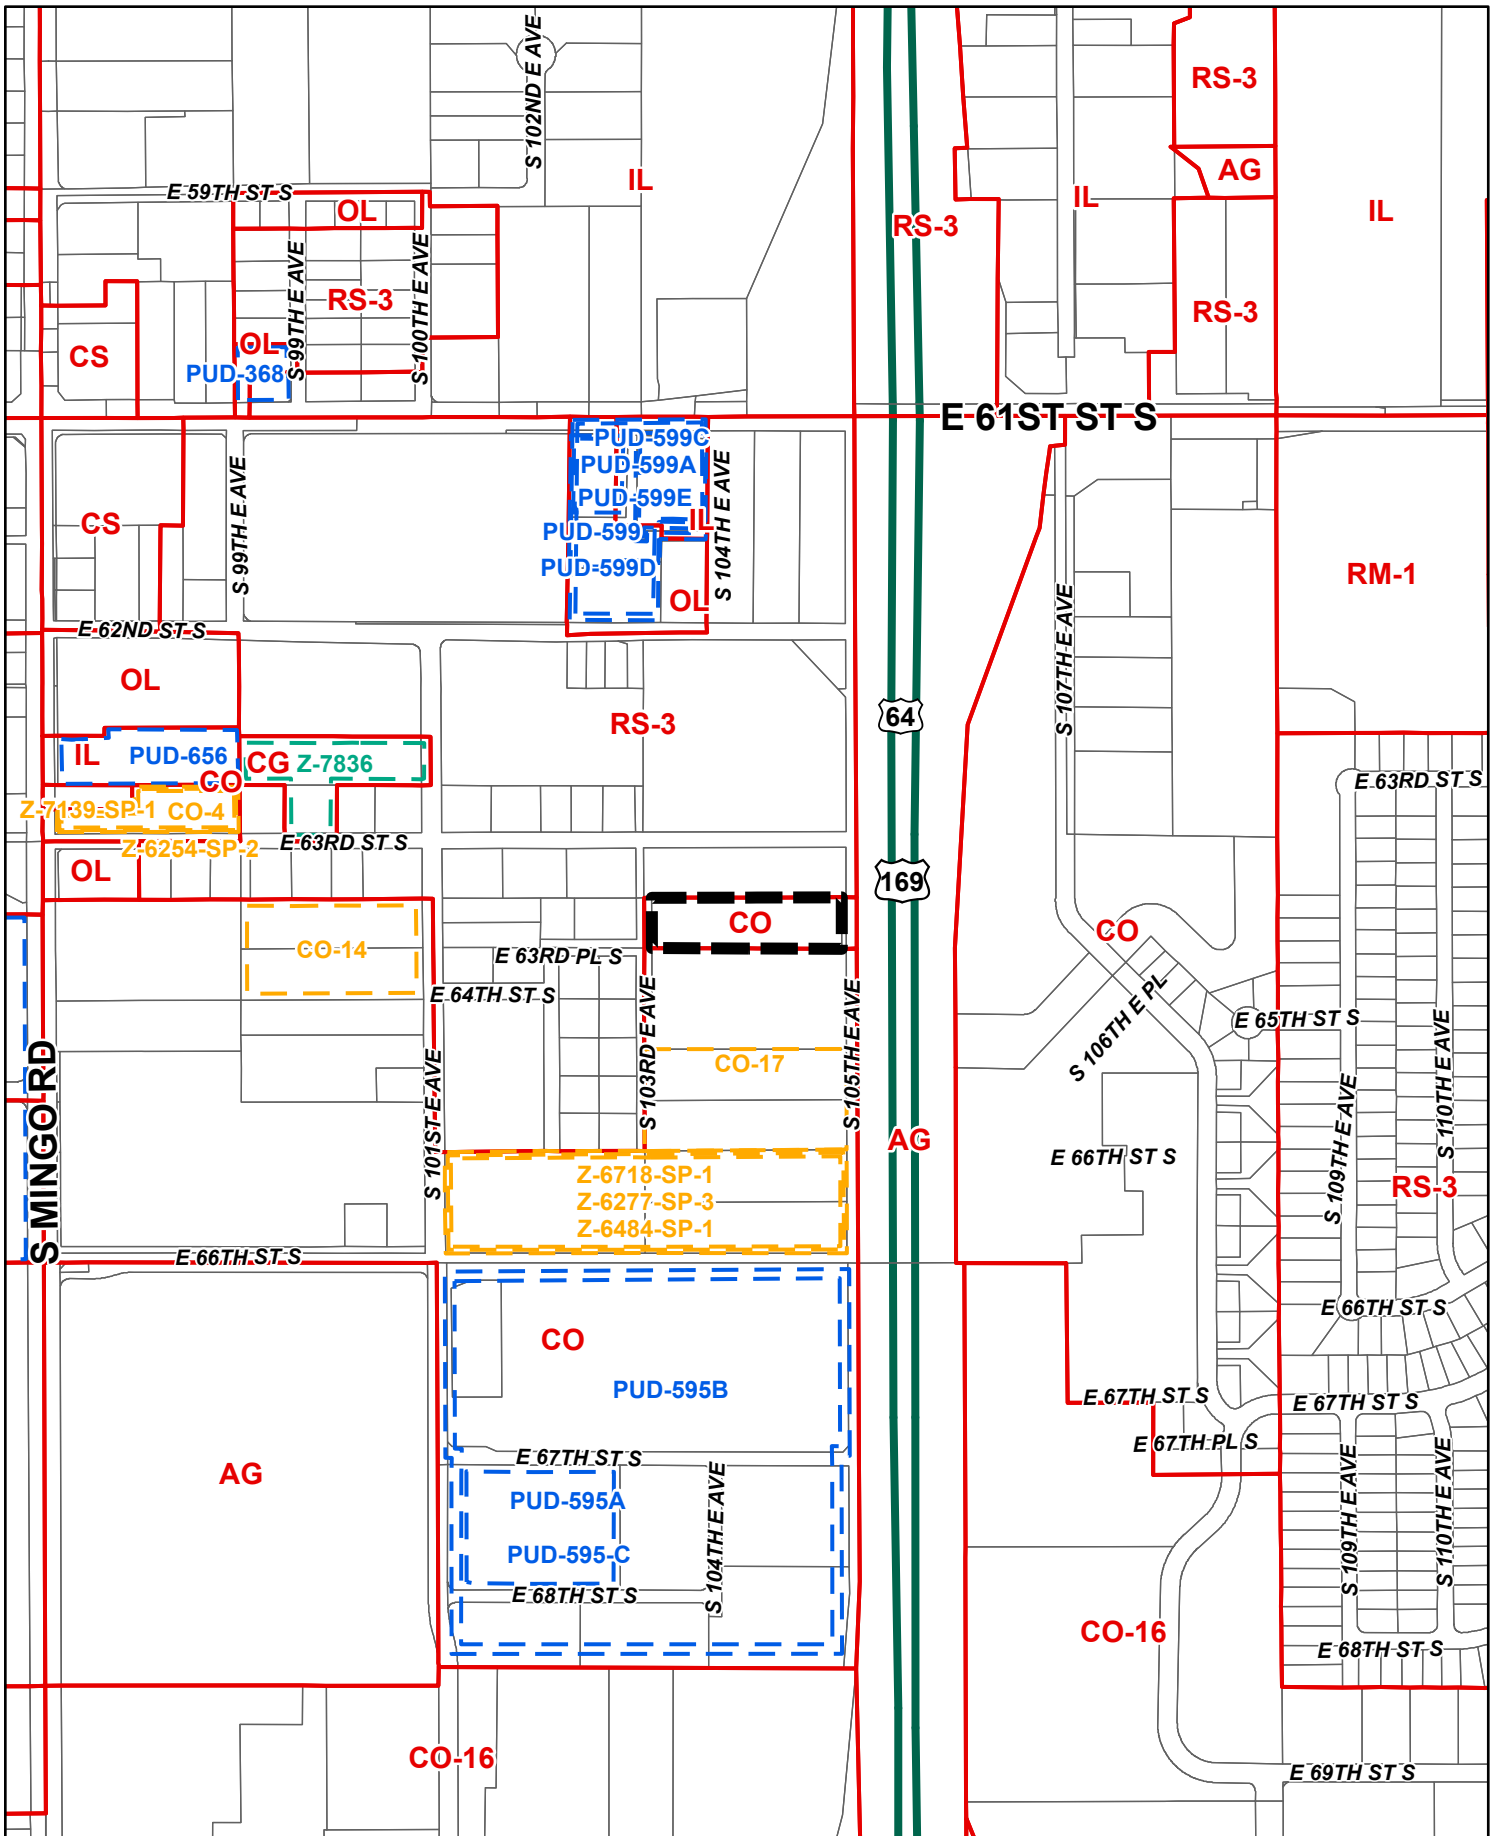 S 102ND E AVE
RS-3
AG
IL
IL
IL
E 59TH ST S
OL
RS-3
S 99TH E AVE
S 100TH E AVE
RS-3
RS-3
CS
OL
PUD-368
E 61ST ST S
PUD-599C
PUD-599A
PUD-599E
IL
PUD-599
PUD-599D
OL
S 104TH E AVE
CS
S 99TH E AVE
RM-1
S 107TH E AVE
E 62ND ST S
OL
RS-3
64
IL
PUD-656
CO
CG
Z-7836
E 63RD ST S
Z-7139-SP-1
CO-4
Z-6254-SP-2
E 63RD ST S
OL
169
CO
CO
CO-14
E 63RD PL S
E 64TH ST S
S 103RD E AVE
S 105TH E AVE
S 106TH E PL
E 65TH ST S
CO-17
S 101ST E AVE
S MINGO RD
AG
E 66TH ST S
S 109TH E AVE
S 110TH E AVE
RS-3
Z-6718-SP-1
Z-6277-SP-3
Z-6484-SP-1
E 66TH ST S
E 66TH ST S
CO
PUD-595B
E 67TH ST S
E 67TH ST S
E 67TH PL S
E 67TH ST S
AG
PUD-595A
PUD-595-C
S 104TH E AVE
S 109TH E AVE
S 110TH E AVE
E 68TH ST S
CO-16
E 68TH ST S
CO-16
E 69TH ST S